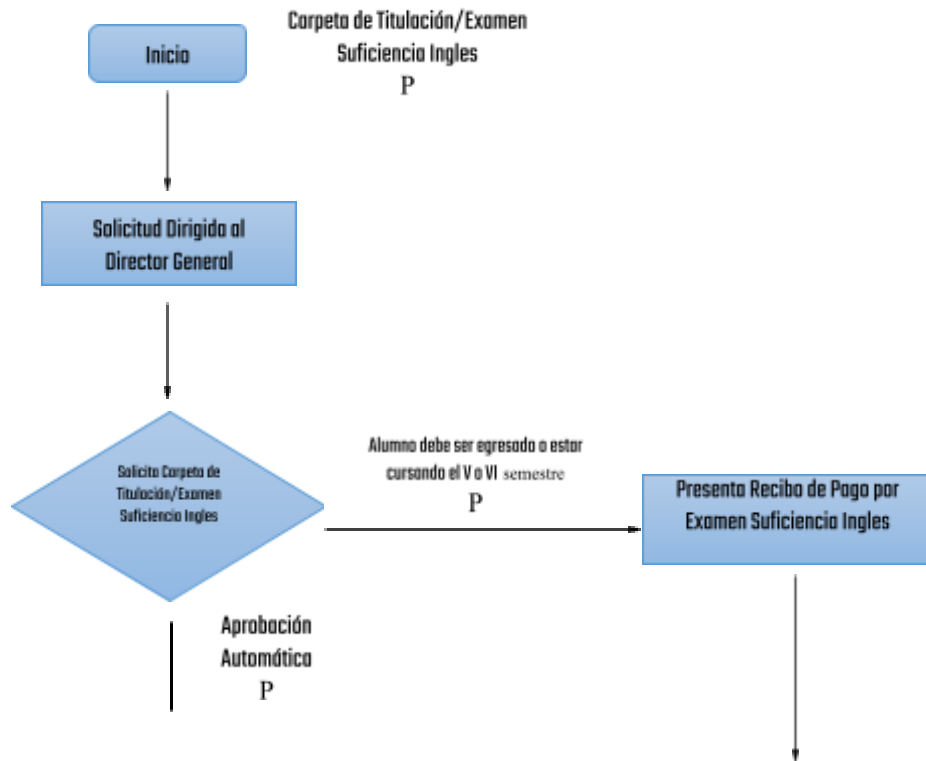 Carpeta de Titulación/Examen
Suficiencia Ingles
P
Inicio
Solicitud Dirigida al
Director General
Solicita Carpeta de
Titulación/Examen
Suficiencia Ingles
Alumno debe ser egresado o estar
cursando el V o VI semestre
P
Presenta Recibo de Pago por
Examen Suficiencia Ingles
Aprobación
Automática
P